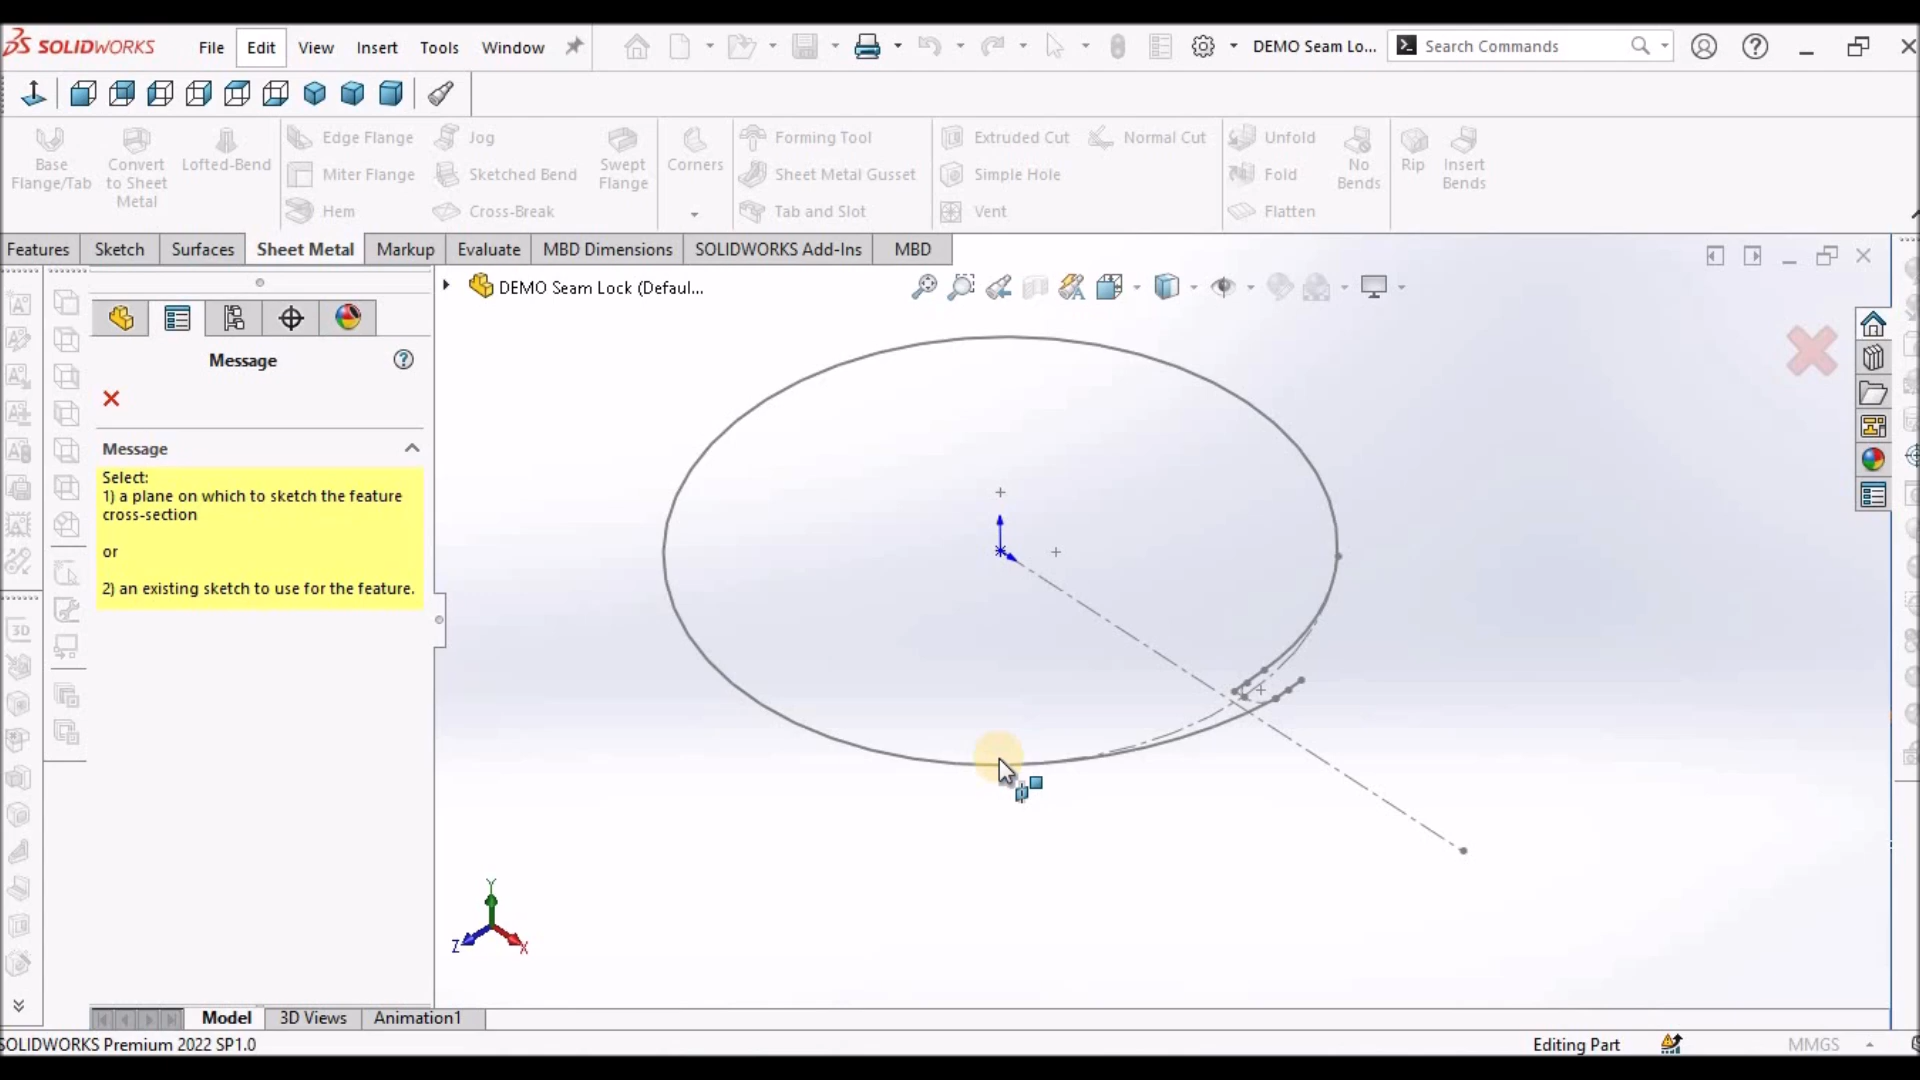 SOLIDWORKS
File Edit View Insert Tools Window
DEMO Seam Lo...
Search Commands
Base Flange/Tab
Convert to Sheet Metal
Lofted-Bend
Edge Flange
Miter Flange
Hem
Jog
Sketched Bend
Cross-Break
Swept Flange
Corners
Forming Tool
Sheet Metal Gusset
Tab and Slot
Extruded Cut
Simple Hole
Vent
Normal Cut
Unfold
Fold
Flatten
No Bends
Rip
Insert Bends
Features Sketch Surfaces Sheet Metal Markup Evaluate MBD Dimensions SOLIDWORKS Add-Ins MBD
DEMO Seam Lock (Defaul...
Message
Message
Select:
1) a plane on which to sketch the feature
cross-section
or
2) an existing sketch to use for the feature.
3D
Y
Z
X
Model 3D Views Animation1
SOLIDWORKS Premium 2022 SP1.0
Editing Part
MMGS